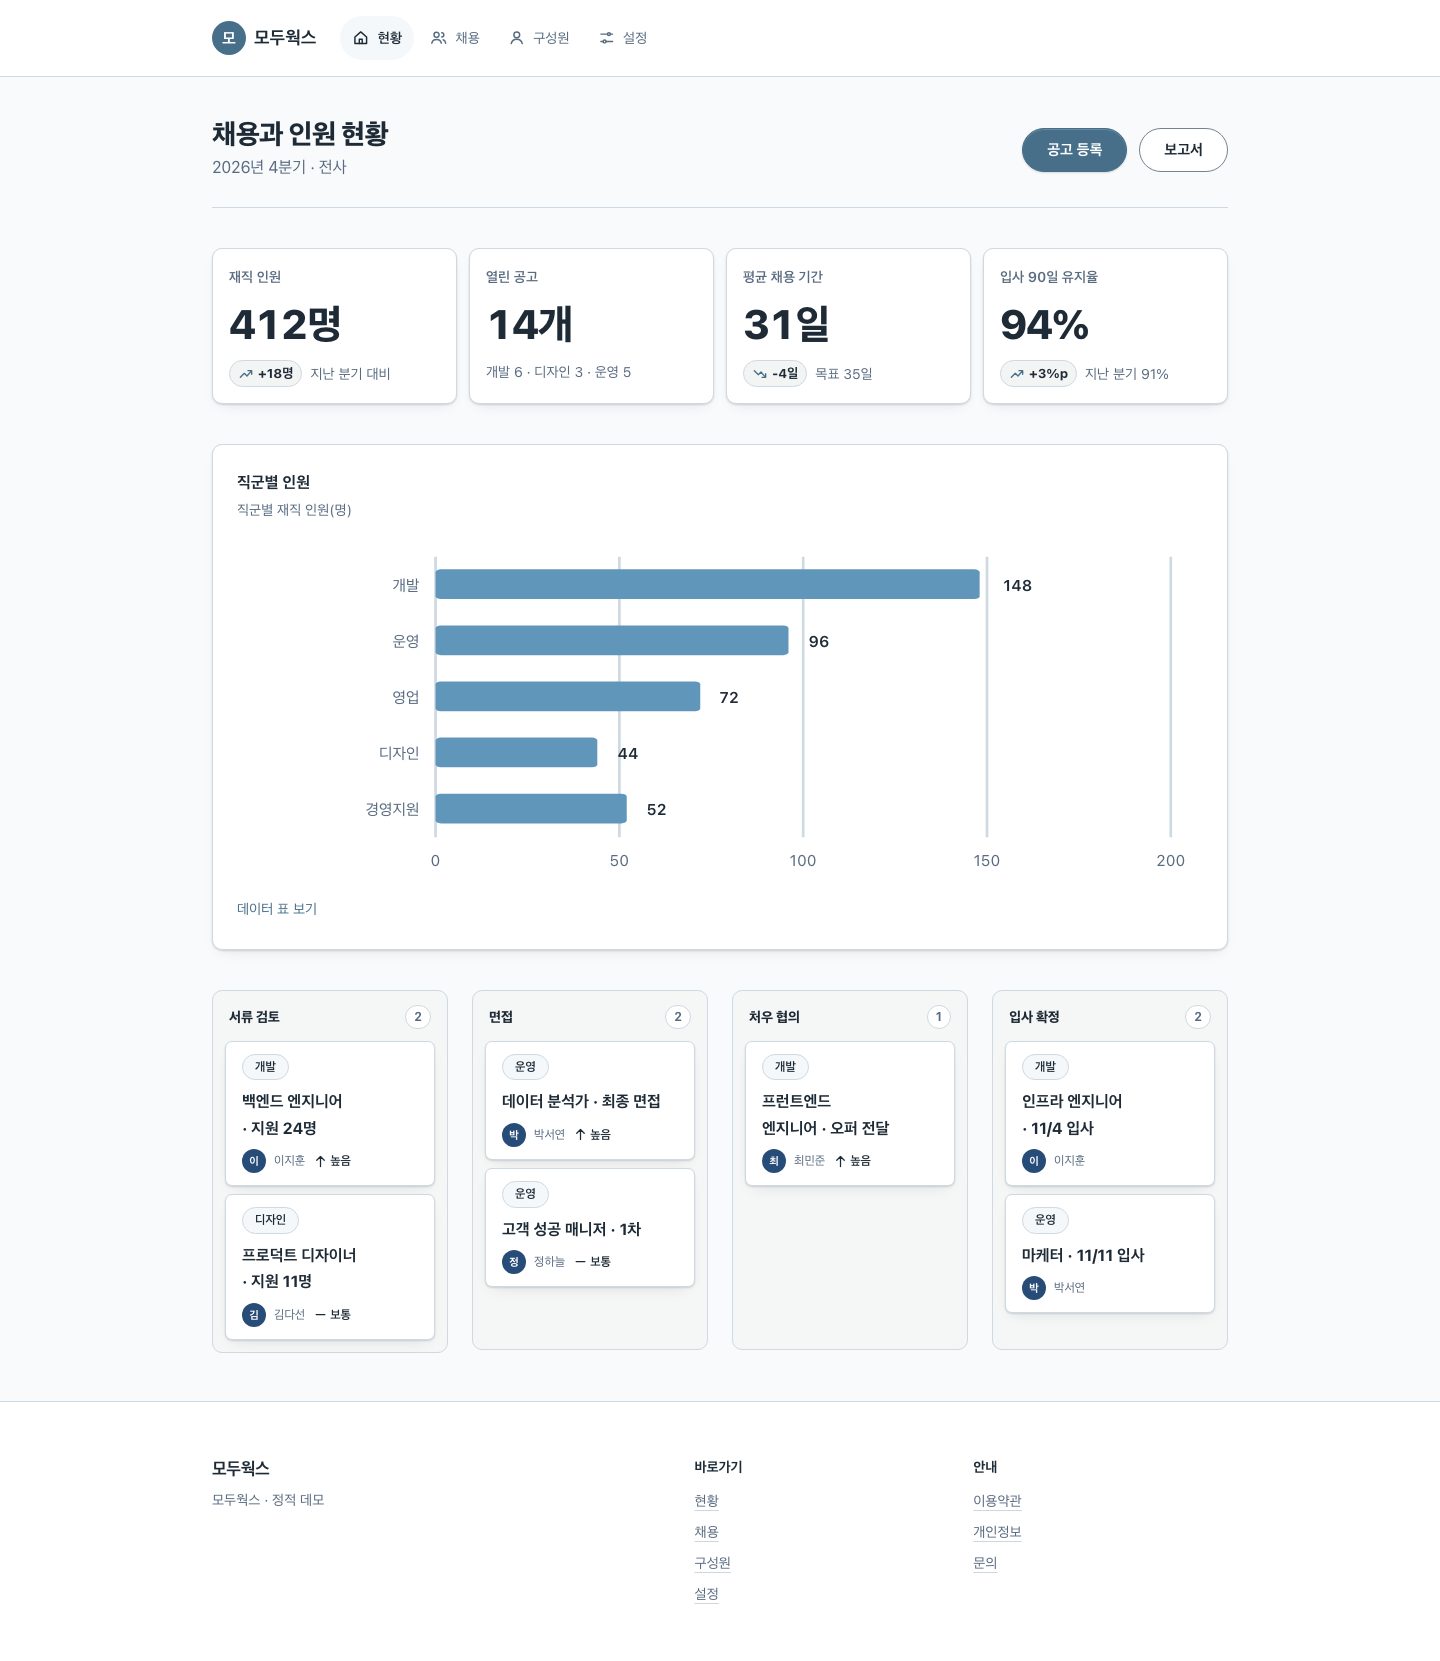 모 모두웍스 현황 채용 구성원 설정
채용과 인원 현황
2026년 4분기 · 전사
공고 등록 보고서
재직 인원
412명
+18명 지난 분기 대비
열린 공고
14개
개발 6 · 디자인 3 · 운영 5
평균 채용 기간
31일
-4일 목표 35일
입사 90일 유지율
94%
+3%p 지난 분기 91%
직군별 인원
직군별 재직 인원(명)
개발 148
운영 96
영업 72
디자인 44
경영지원 52
0 50 100 150 200
데이터 표 보기
서류 검토 2
개발
백엔드 엔지니어
· 지원 24명
이 이지훈 ↑ 높음
디자인
프로덕트 디자이너
· 지원 11명
김 김다선 — 보통
면접 2
운영
데이터 분석가 · 최종 면접
박 박서연 ↑ 높음
운영
고객 성공 매니저 · 1차
정 정하늘 — 보통
처우 협의 1
개발
프런트엔드
엔지니어 · 오퍼 전달
최 최민준 ↑ 높음
입사 확정 2
개발
인프라 엔지니어
· 11/4 입사
이 이지훈
운영
마케터 · 11/11 입사
박 박서연
모두웍스
모두웍스 · 정적 데모
바로가기
현황
채용
구성원
설정
안내
이용약관
개인정보
문의